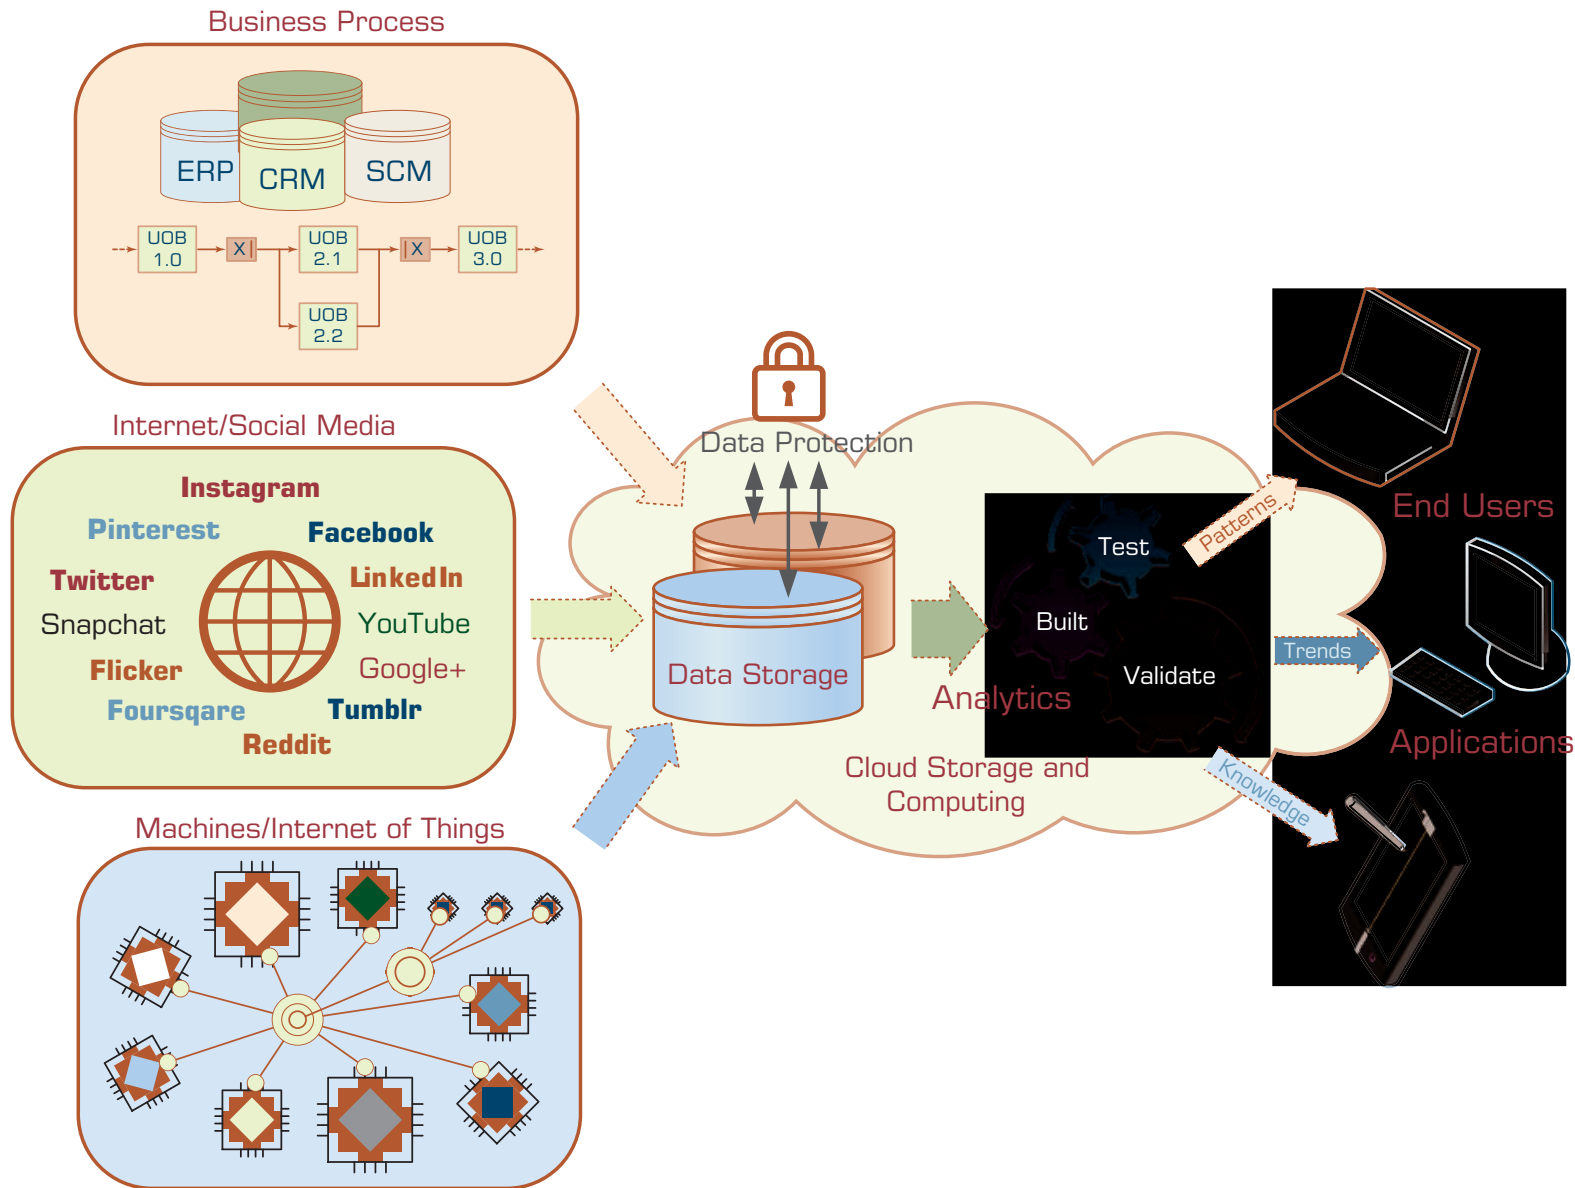 Business Process
ERP
CRM
SCM
UOB
1.0
X|
UOB
2.1
|X
UOB
3.0
UOB
2.2
Internet/Social Media
Instagram
Pinterest
Facebook
Twitter
LinkedIn
Snapchat
YouTube
Flicker
Google+
Foursqare
Tumblr
Reddit
Machines/Internet of Things
Data Protection
Data Storage
Analytics
Cloud Storage and
Computing
Test
Built
Validate
Patterns
Trends
Knowledge
End Users
Applications